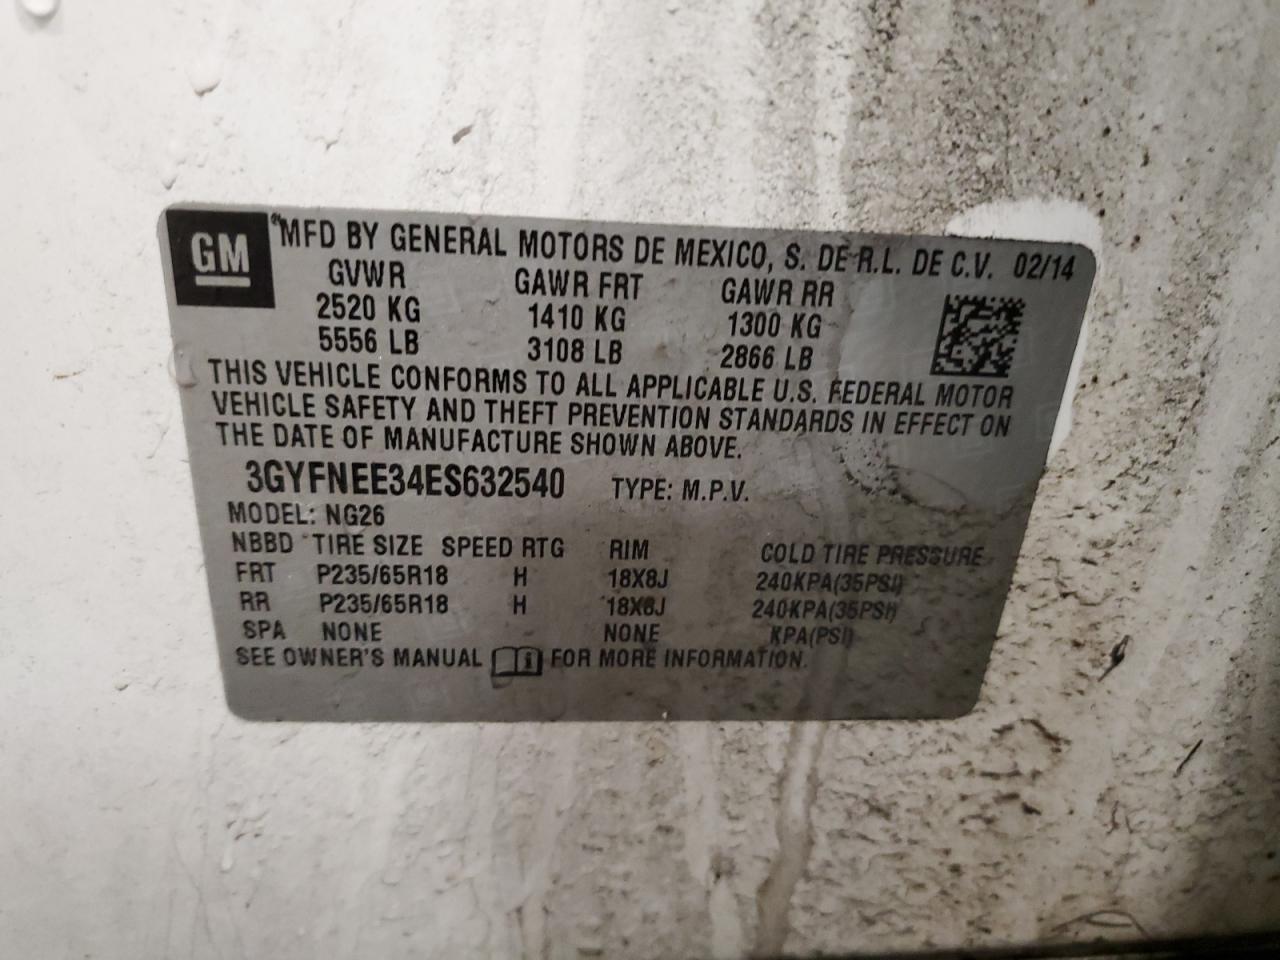 GM
MFD BY GENERAL MOTORS DE MEXICO, S. DE R.L. DE C.V. 02/14
GVWR GAWR FRT GAWR RR
2520 KG 1410 KG 1300 KG
5556 LB 3108 LB 2866 LB
THIS VEHICLE CONFORMS TO ALL APPLICABLE U.S. FEDERAL MOTOR
VEHICLE SAFETY AND THEFT PREVENTION STANDARDS IN EFFECT ON
THE DATE OF MANUFACTURE SHOWN ABOVE.
3GYFNEE34ES632540 TYPE: M.P.V.
MODEL: NG26
NBBD TIRE SIZE SPEED RTG RIM COLD TIRE PRESSURE
FRT P235/65R18 H 18X8J 240KPA(35PSI)
RR P235/65R18 H 18X8J 240KPA(35PSI)
SPA NONE NONE KPA(PSI)
SEE OWNER'S MANUAL FOR MORE INFORMATION.